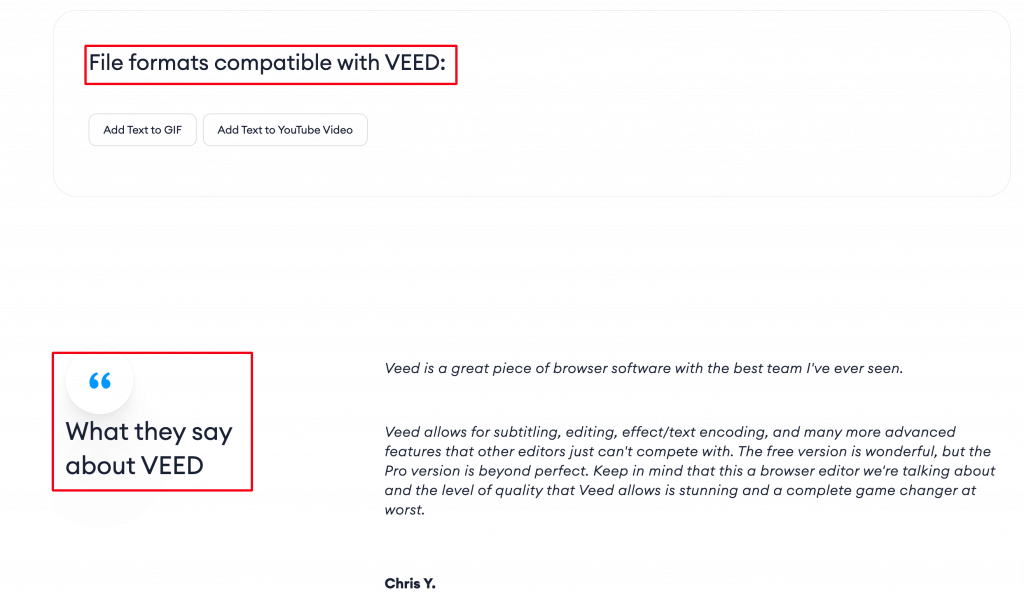 File formats compatible with VEED:
Add Text to GIF
Add Text to YouTube Video
“
What they say
about VEED
Veed is a great piece of browser software with the best team I've ever seen.
Veed allows for subtitling, editing, effect/text encoding, and many more advanced
features that other editors just can't compete with. The free version is wonderful, but the
Pro version is beyond perfect. Keep in mind that this a browser editor we're talking about
and the level of quality that Veed allows is stunning and a complete game changer at
worst.
Chris Y.